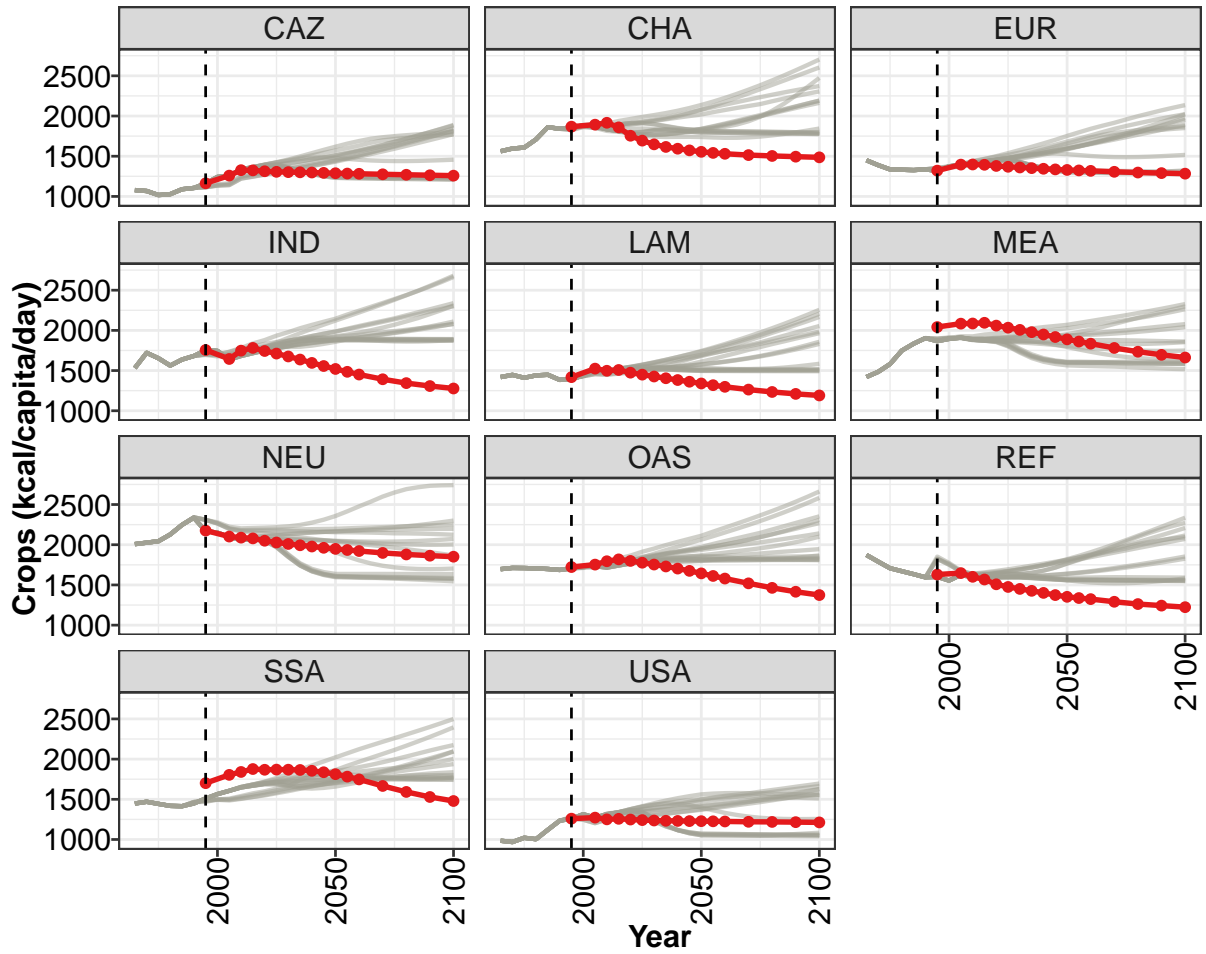 CAZ CHA EUR
2500
2000
1500
1000
IND LAM MEA
2500
2000
1500
1000
NEU OAS REF
2500
2000
1500
1000
2000 2050 2100
SSA USA
2500
2000
1500
1000
2000 2050 2100 2000 2050 2100
Year
Crops (kcal/capita/day)